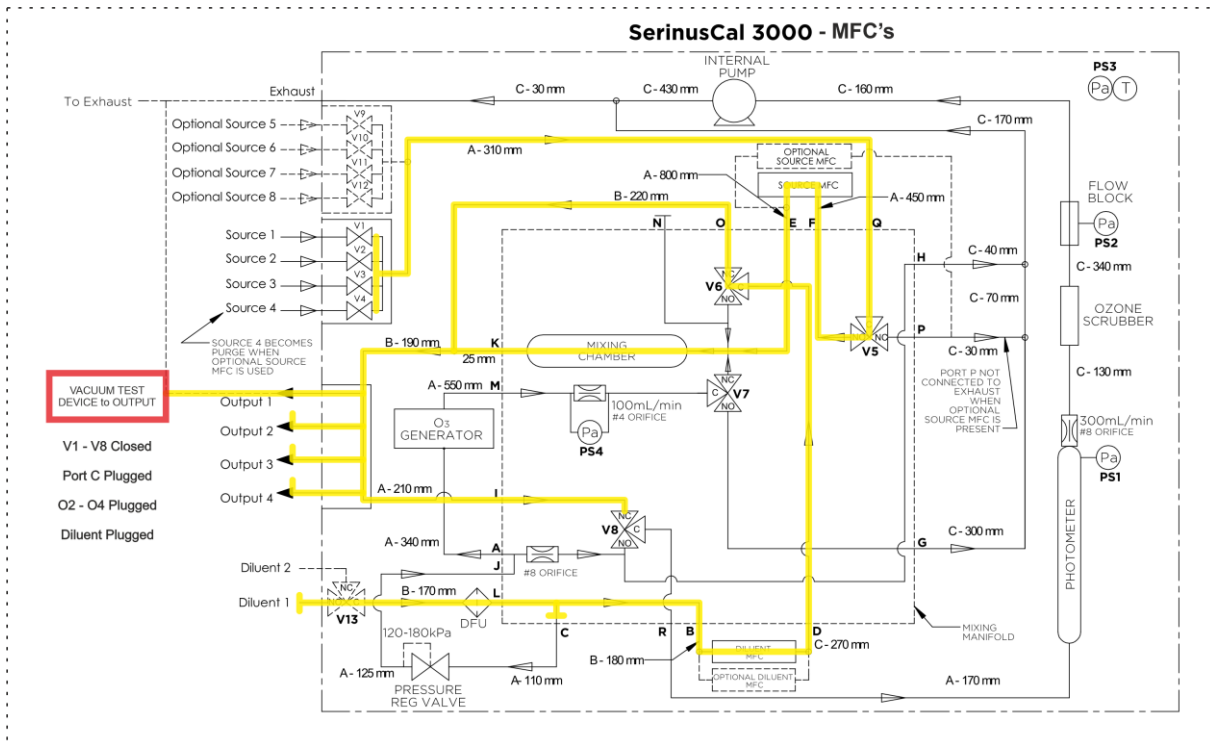 SerinusCal 3000 - MFC's
INTERNAL
PUMP
PS3
Pa
T
To Exhaust
Exhaust
C - 30 mm
C - 430 mm
C - 160 mm
C - 170 mm
Optional Source 5
Optional Source 6
Optional Source 7
Optional Source 8
V9
V10
V11
V12
A - 310 mm
OPTIONAL
SOURCE MFC
SOURCE MFC
A - 800 mm
A - 450 mm
B - 220 mm
FLOW
BLOCK
Pa
PS2
N
O
E
F
Q
H
C - 40 mm
C - 340 mm
Source 1
Source 2
Source 3
Source 4
V1
V2
V3
V4
NC
C
V6
NO
C - 70 mm
OZONE
SCRUBBER
SOURCE 4 BECOMES
PURGE WHEN
OPTIONAL SOURCE
MFC IS USED
B - 190 mm
K
25 mm
MIXING
CHAMBER
NO
V5
P
C - 30 mm
PORT P NOT
CONNECTED TO
EXHAUST
WHEN
OPTIONAL
SOURCE MFC IS
PRESENT
C - 130 mm
VACUUM TEST
DEVICE to OUTPUT
Output 1
Output 2
Output 3
Output 4
A - 550 mm
M
O3
GENERATOR
100mL/min
#4 ORIFICE
Pa
PS4
NC
C
V7
NO
300mL/min
#8 ORIFICE
Pa
PS1
V1 - V8 Closed
Port C Plugged
O2 - O4 Plugged
Diluent Plugged
A - 210 mm
I
NC
V8
C
NO
A - 340 mm
A
J
#8 ORIFICE
C - 300 mm
G
PHOTOMETER
Diluent 2
Diluent 1
NC
V13
B - 170 mm
DFU
L
C
R
B
D
MIXING
MANIFOLD
120-180kPa
B - 180 mm
DILUENT
MFC
C - 270 mm
OPTIONAL DILUENT
MFC
A - 125 mm
A- 110 mm
PRESSURE
REG VALVE
A - 170 mm